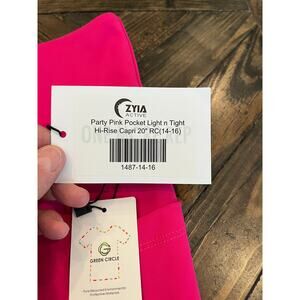 ZYIA
ACTIVE
Party Pink Pocket Light n Tight
Hi-Rise Capri 20" RC(14-16)
1487-14-16
GREEN CIRCLE